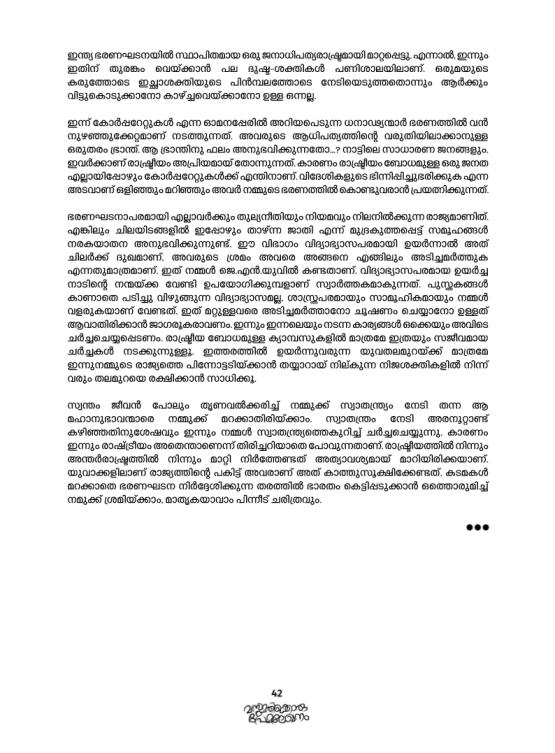 ഇന്ത്യ ഭരണഘടനയിൽ സ്ഥാപിതമായ ഒരു ജനാധിപത്യരാഷ്ട്രമായി മാറ്റപ്പെട്ടു. എന്നാൽ, ഇന്നും
ഇതിന് തുരങ്കം വെയ്ക്കാൻ പല ദുഷ്ട-ശക്തികൾ പണിശാലയിലാണ്. ഒരുമയുടെ
കരുത്തോടെ ഇച്ഛാശക്തിയുടെ പിൻമ്പലത്തോടെ നേടിയെടുത്തതൊന്നും ആർക്കും
വിട്ടുകൊടുക്കാനോ കാഴ്ച്ചവെയ്ക്കാനോ ഉള്ള ഒന്നല്ല.
ഇന്ന് കോർപ്പറേറ്റുകൾ എന്ന ഓമനപ്പേരിൽ അറിയപെടുന്ന ധനാഢ്യന്മാർ ഭരണത്തിൽ വൻ
നുഴഞ്ഞുക്കേറ്റമാണ് നടത്തുന്നത്. അവരുടെ ആധിപത്യത്തിന്റെ വരുതിയിലാക്കാനുള്ള
ഒരുതരം ഭ്രാന്ത്. ആ ഭ്രാന്തിനു ഫലം അനുഭവിക്കുന്നതോ...? നാട്ടിലെ സാധാരണ ജനങ്ങളും.
ഇവർക്കാണ് രാഷ്ട്രീയം അപ്രിയമായ് തോന്നുന്നത്. കാരണം രാഷ്ട്രീയം ബോധമുള്ള ഒരു ജനത
എല്ലായിപ്പോഴും കോർപ്പറേറ്റുകൾക്ക് എന്തിനാണ്. വിദേശികളുടെ ഭിന്നിപ്പിച്ചുഭരിക്കുക എന്ന
അടവാണ് ഒളിഞ്ഞും മറിഞ്ഞും അവർ നമ്മുടെ ഭരണത്തിൽ കൊണ്ടുവരാൻ പ്രയത്നിക്കുന്നത്.
ഭരണഘടനാപരമായി എല്ലാവർക്കും തുല്യനീതിയും നിയമവും നിലനിൽക്കുന്ന രാജ്യമാണിത്.
എങ്കിലും ചിലയിടങ്ങളിൽ ഇപ്പോഴും താഴ്ന്ന ജാതി എന്ന് മുദ്രകുത്തപ്പെട്ട് സമൂഹങ്ങൾ
നരകയാതന അനുഭവിക്കുന്നുണ്ട്. ഈ വിഭാഗം വിദ്യാഭ്യാസപരമായി ഉയർന്നാൽ അത്
ചിലർക്ക് ദുഖമാണ്. അവരുടെ ശ്രമം അവരെ അങ്ങനെ എങ്ങിലും അടിച്ചമർത്തുക
എന്നതുമാത്രമാണ്. ഇത് നമ്മൾ ജെ.എൻ.യുവിൽ കണ്ടതാണ്. വിദ്യാഭ്യാസപരമായ ഉയർച്ച
നാടിന്റെ നന്മയ്ക്ക വേണ്ടി ഉപയോഗിക്കുമ്പളാണ് സ്വാർത്തകമാകുന്നത്. പുസ്തകങ്ങൾ
കാണാതെ പടിച്ചു വിഴുങ്ങുന്ന വിദ്യാഭ്യാസമല്ല. ശാസ്ത്രപരമായും സാമൂഹികമായും നമ്മൾ
വളരുകയാണ് വേണ്ടത്. ഇത് മറ്റുള്ളവരെ അടിച്ചമർത്താനോ ചൂഷണം ചെയ്യാനോ ഉള്ളത്
ആവാതിരിക്കാൻ ജാഗരൂകരാവണം. ഇന്നും ഇന്നലെയും നടന്ന കാര്യങ്ങൾ ഒക്കെയും അവിടെ
ചർച്ചചെയ്യപ്പെടണം. രാഷ്ട്രീയ ബോധമുള്ള ക്യാമ്പസുകളിൽ മാത്രമേ ഇത്രയും സജീവമായ
ചർച്ചകൾ നടക്കുന്നുള്ളൂ. ഇത്തരത്തിൽ ഉയർന്നുവരുന്ന യുവതലമുറയ്ക്ക് മാത്രമേ
ഇന്നുനമ്മുടെ രാജ്യത്തെ പിന്നോട്ടടിയ്ക്കാൻ തയ്യാറായ് നില്കുന്ന നിജശക്തികളിൽ നിന്ന്
വരും തലമുറയെ രക്ഷിക്കാൻ സാധിക്കൂ.
സ്വന്തം ജീവൻ പോലും തൃണവൽക്കരിച്ച് നമ്മുക്ക് സ്വാതന്ത്ര്യം നേടി തന്ന ആ
മഹാനുഭാവന്മാരെ നമ്മുക്ക് മറക്കാതിരിയ്ക്കാം. സ്വാതന്ത്രം നേടി അരനൂറ്റാണ്ട്
കഴിഞ്ഞതിനുശേഷവും ഇന്നും നമ്മൾ സ്വാതന്ത്ര്യത്തെകുറിച്ച് ചർച്ചചെയ്യുന്നു. കാരണം
ഇന്നും രാഷ്ട്രീയം അതെന്താണെന്ന് തിരിച്ചറിയാതെ പോവുന്നതാണ്. രാഷ്ട്രീയത്തിൽ നിന്നും
അന്തർരാഷ്ട്രത്തിൽ നിന്നും മാറ്റി നിർത്തേണ്ടത് അത്യാവശ്യമായ് മാറിയിരിക്കയാണ്.
യുവാക്കളിലാണ് രാജ്യത്തിന്റെ പകിട്ട് അവരാണ് അത് കാത്തുസൂക്ഷിക്കേണ്ടത്. കടമകൾ
മറക്കാതെ ഭരണഘടന നിർദ്ദേശിക്കുന്ന തരത്തിൽ ഭാരതം കെട്ടിപ്പടുക്കാൻ ഒത്തൊരുമിച്ച്
നമുക്ക് ശ്രമിയ്ക്കാം, മാതൃകയാവാം പിന്നീട് ചരിത്രവും.
42